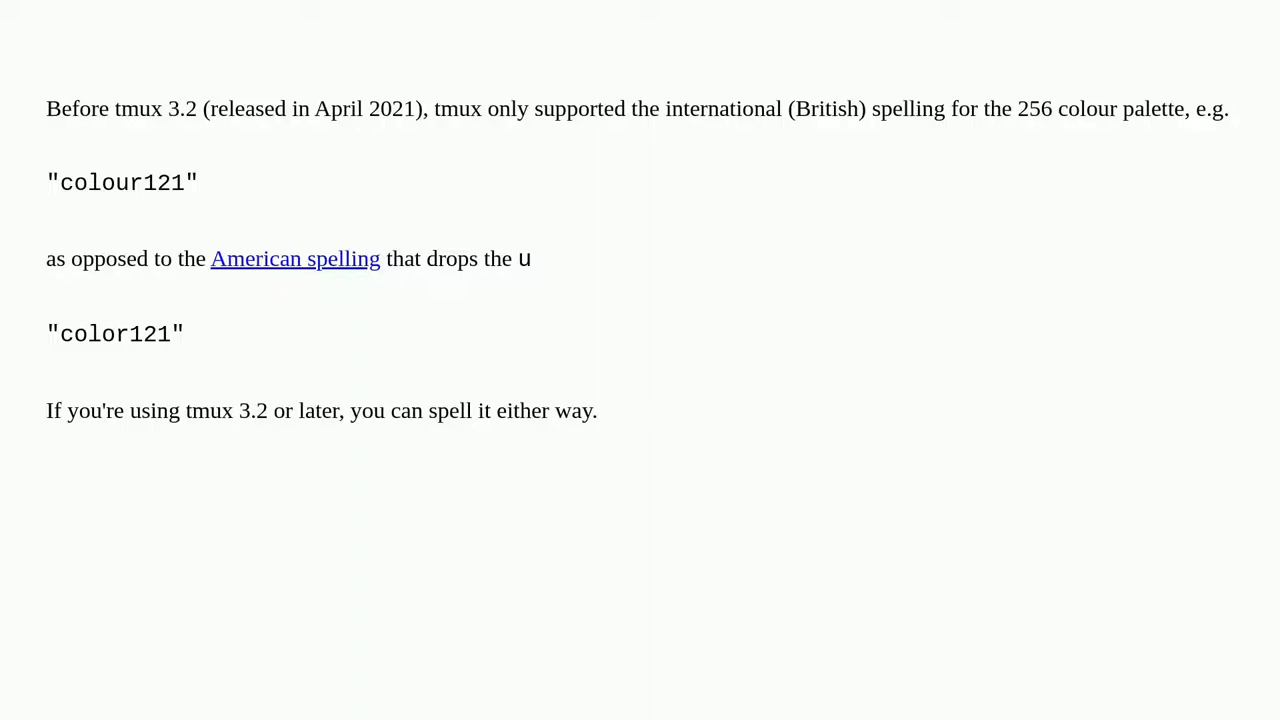 Before tmux 3.2 (released in April 2021), tmux only supported the international (British) spelling for the 256 colour palette, e.g.
"colour121"
as opposed to the American spelling that drops the u
"color121"
If you're using tmux 3.2 or later, you can spell it either way.